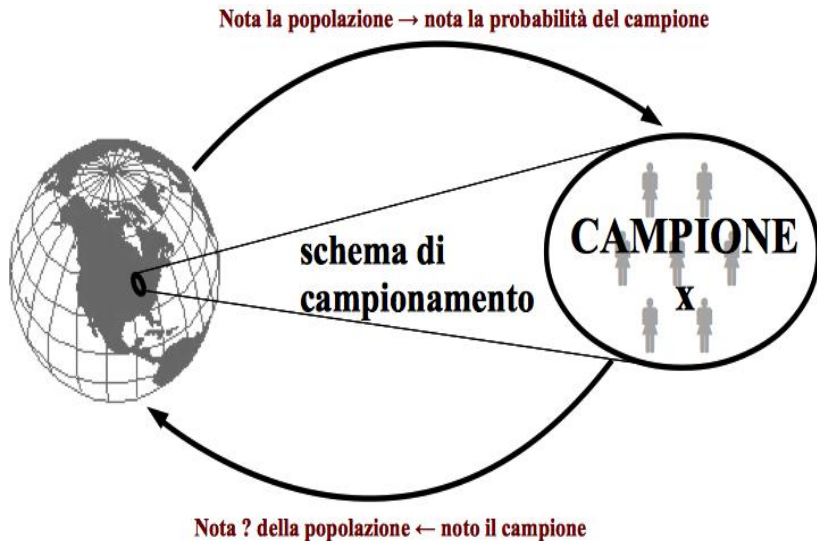 Nota la popolazione → nota la probabilità del campione
schema di
campionamento
CAMPIONE
x
Nota ? della popolazione ← noto il campione